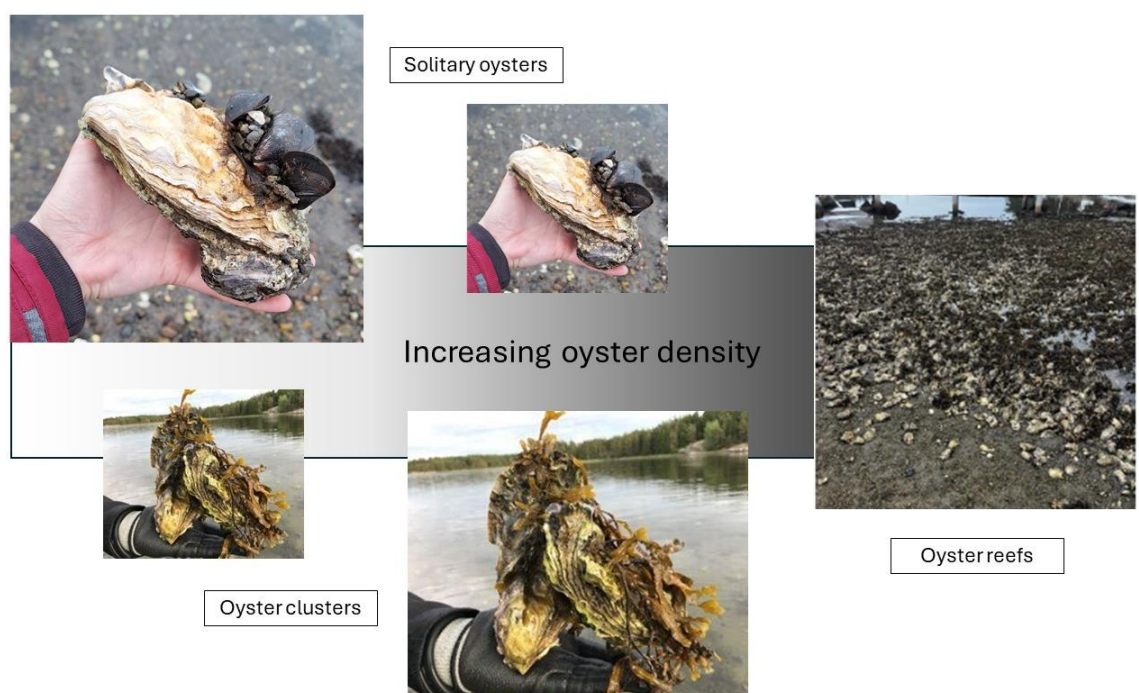 Solitary oysters
Increasing oyster density
Oyster reefs
Oyster clusters